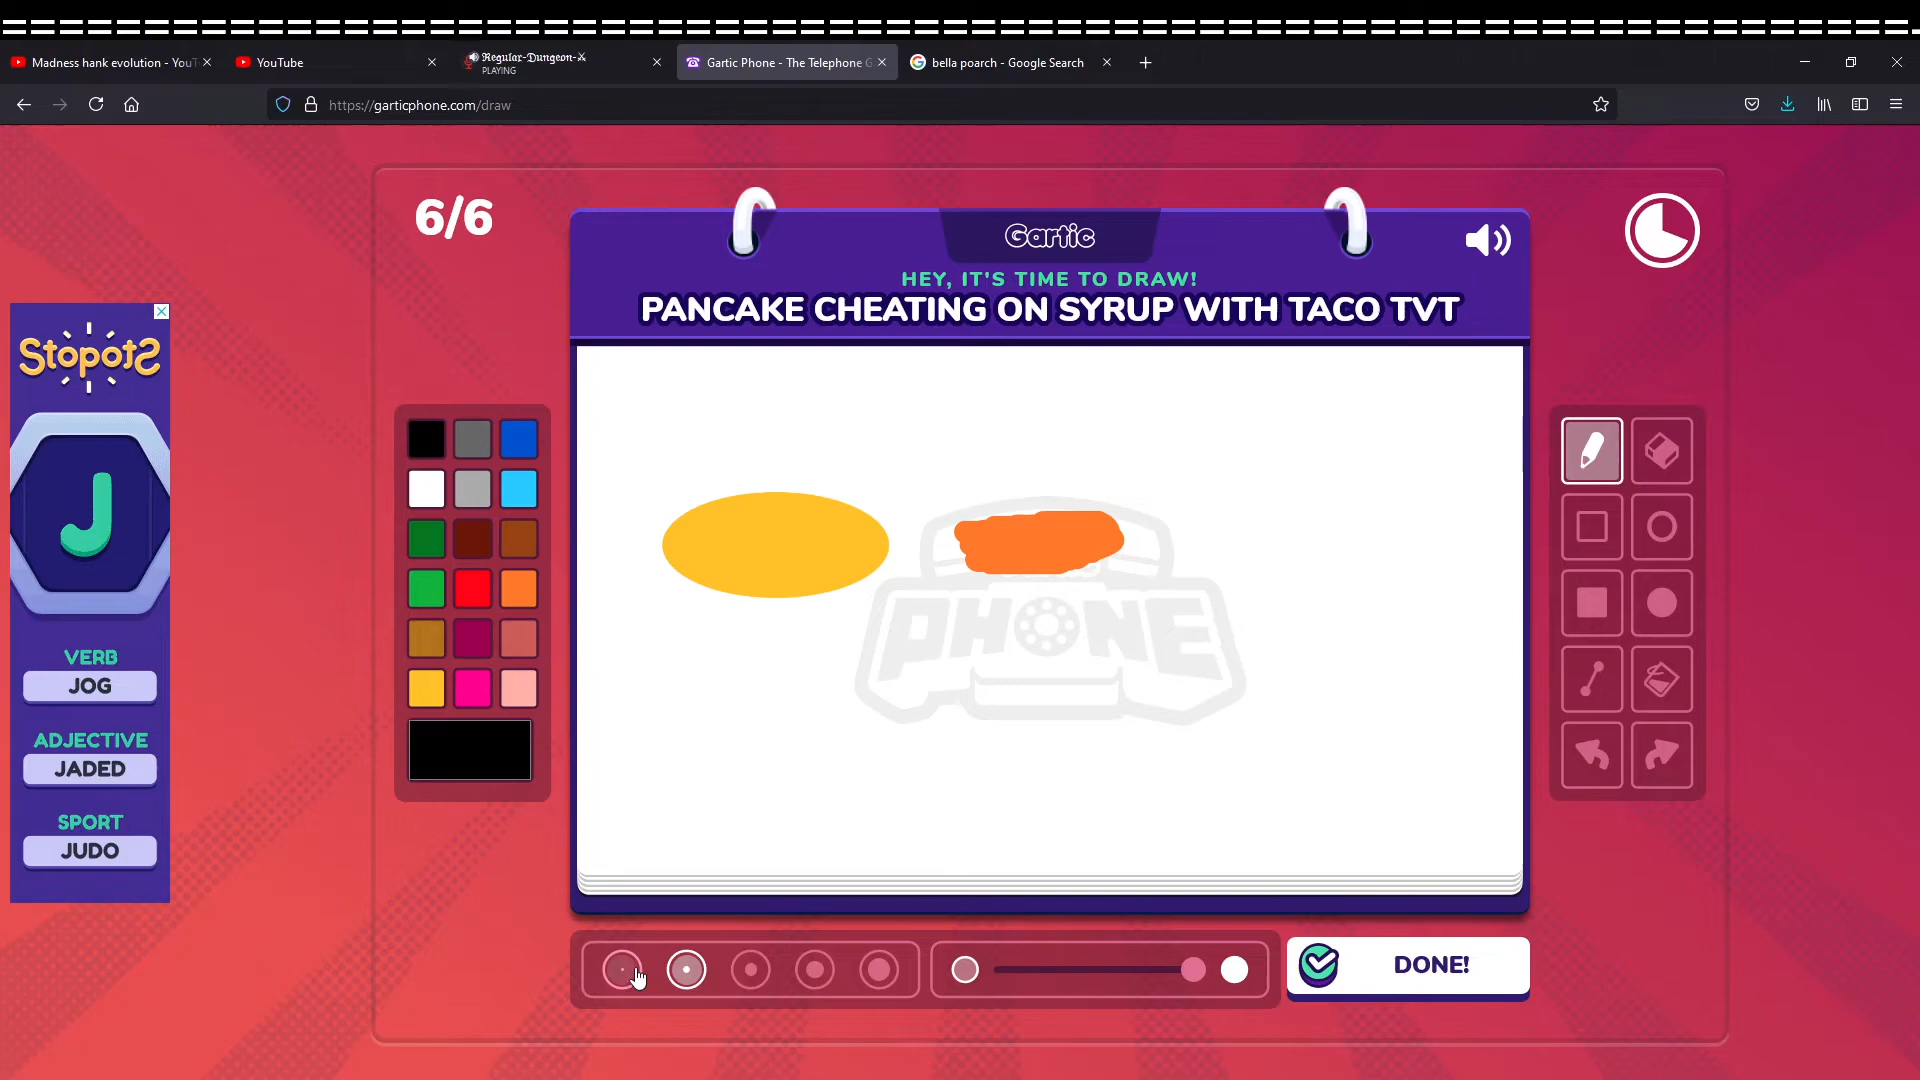 Madness hank evolution - YouT
YouTube
Regular-Dungeon-⚔
PLAYING
Gartic Phone - The Telephone G
bella poarch - Google Search
https://garticphone.com/draw
6/6
Gartic
HEY, IT'S TIME TO DRAW!
PANCAKE CHEATING ON SYRUP WITH TACO TVT
StopotS
J
VERB
JOG
ADJECTIVE
JADED
SPORT
JUDO
PHONE
DONE!